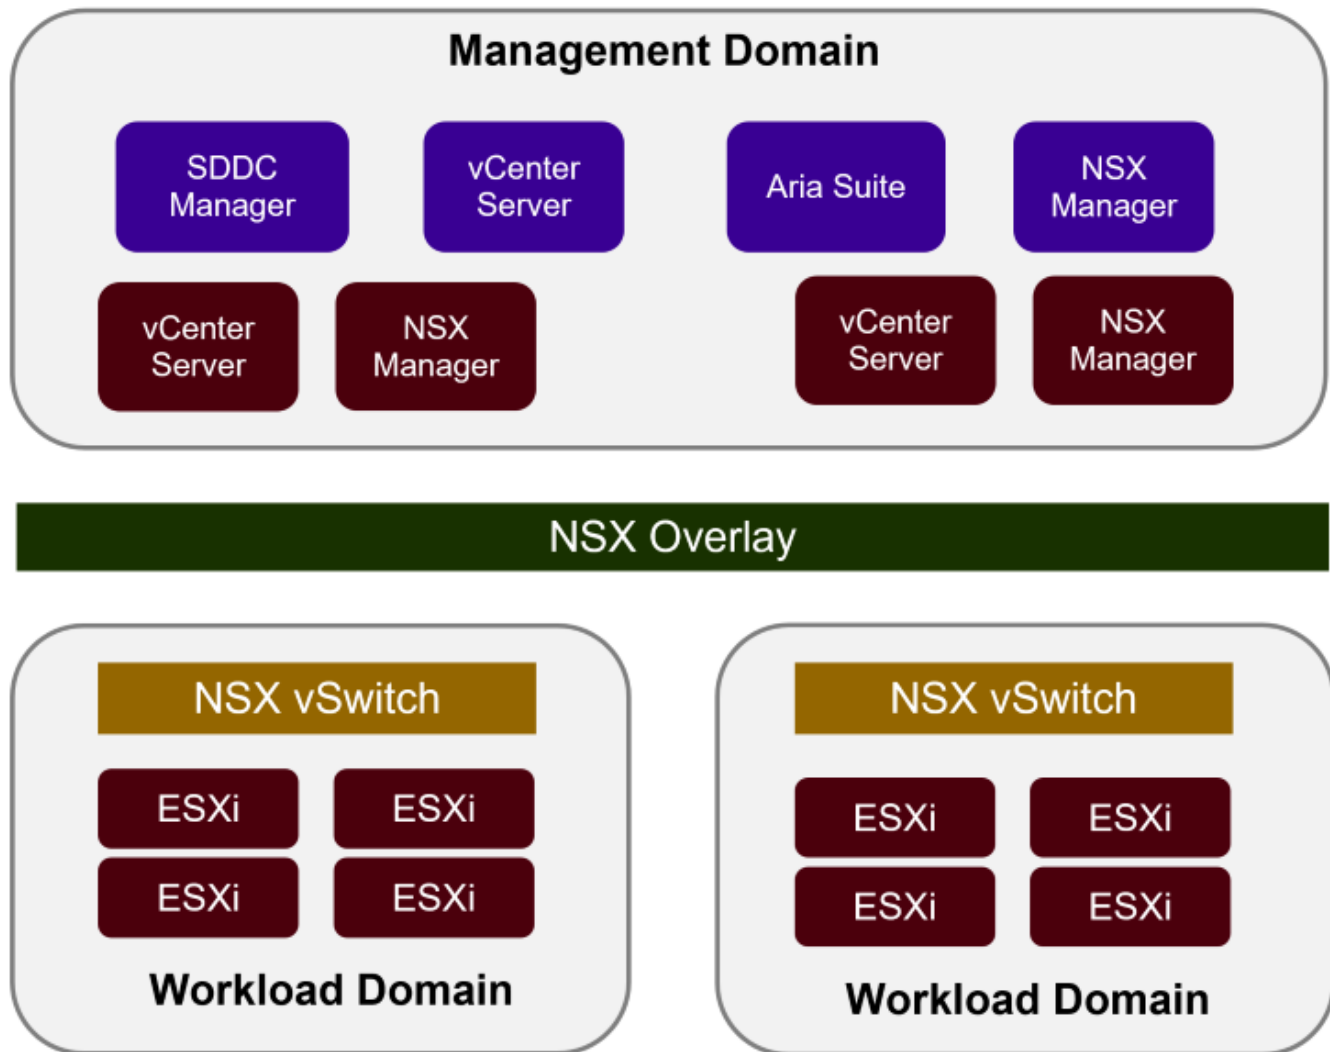 Management Domain
SDDC
Manager
vCenter
Server
Aria Suite
NSX
Manager
vCenter
Server
NSX
Manager
vCenter
Server
NSX
Manager
NSX Overlay
NSX vSwitch
ESXi
ESXi
ESXi
ESXi
Workload Domain
NSX vSwitch
ESXi
ESXi
ESXi
ESXi
Workload Domain